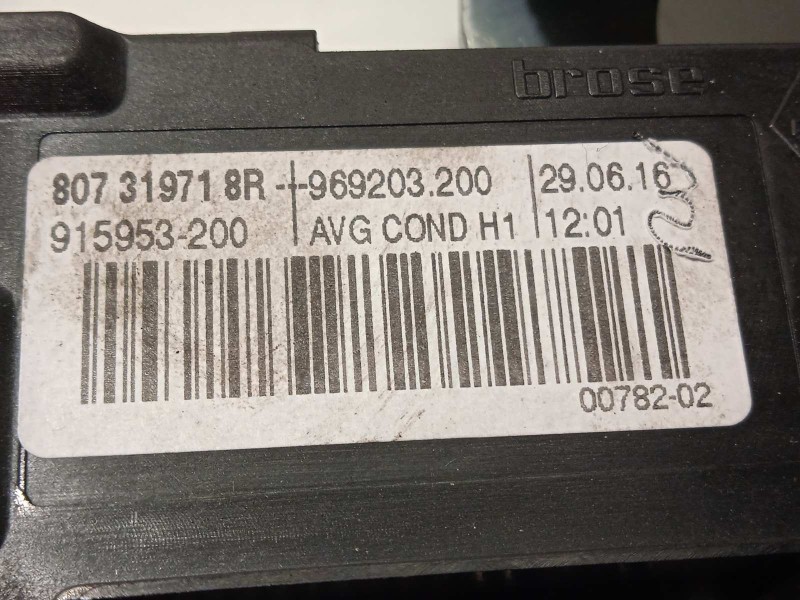 brose
807 31971 8R --969203.200 29.06.16
915953-200 AVG COND H1 12:01
00782-02